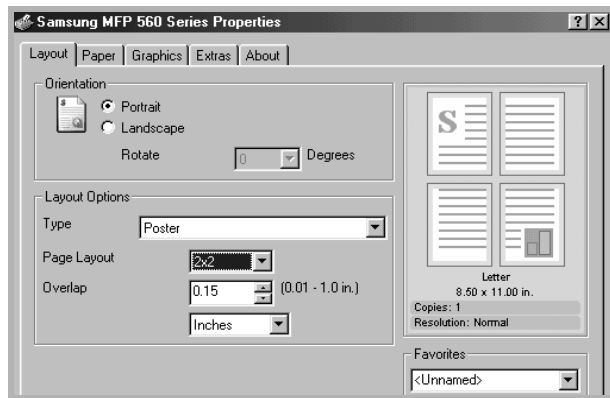 Samsung MFP 560 Series Properties
Layout Paper Graphics Extras About
Orientation
Portrait
Landscape
Rotate 0 Degrees
Layout Options
Type Poster
Page Layout 2x2
Overlap 0.15 (0.01 - 1.0 in.)
Inches
S
S
Letter
8.50 x 11.00 in.
Copies: 1
Resolution: Normal
Favorites
<Unnamed>